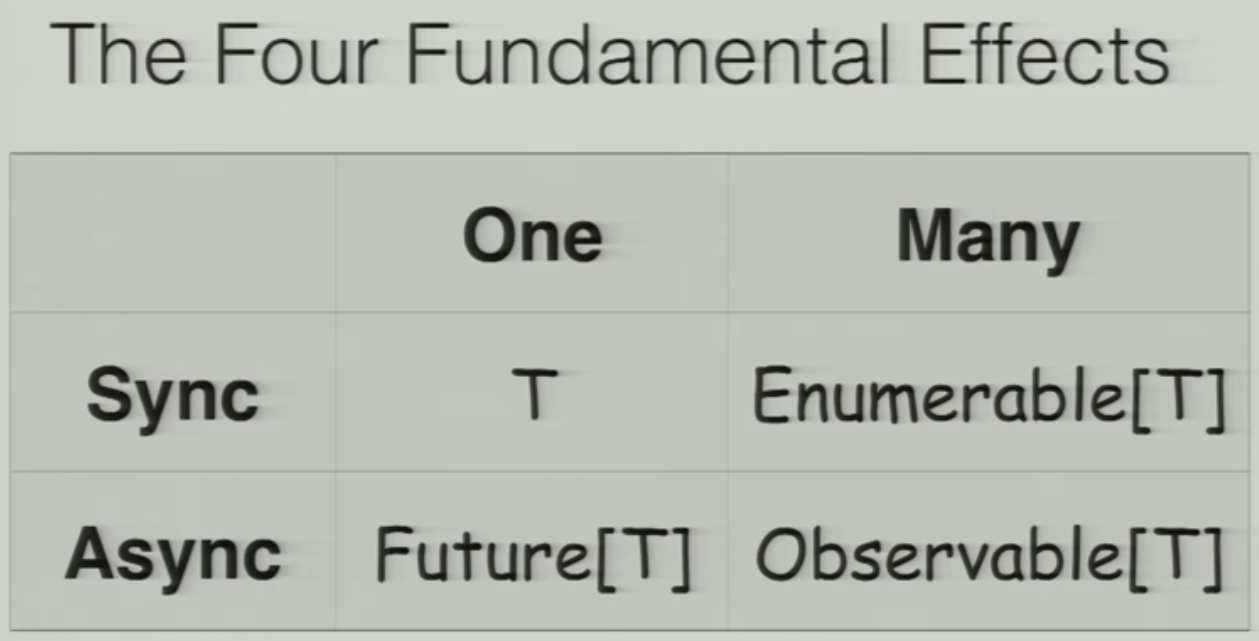 The Four Fundamental Effects
One Many
Sync T Enumerable[T]
Async Future[T] Observable[T]